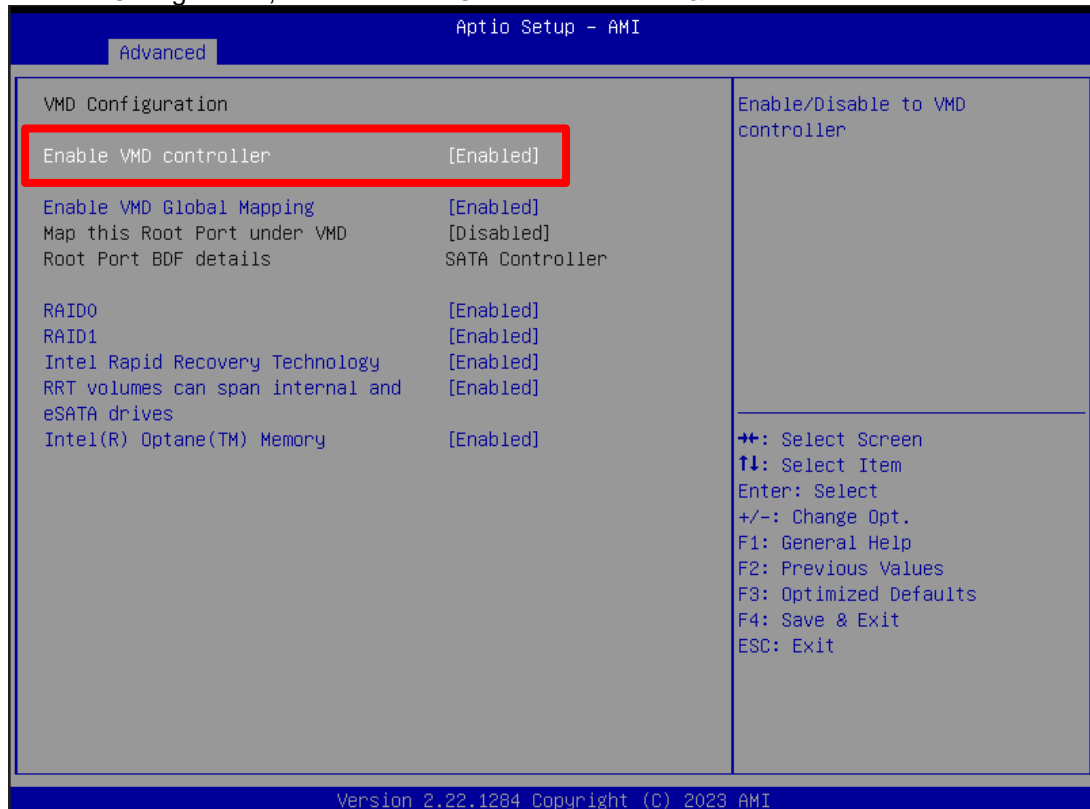 Aptio Setup – AMI
Advanced
VMD Configuration
Enable VMD controller [Enabled]
Enable VMD Global Mapping [Enabled]
Map this Root Port under VMD [Disabled]
Root Port BDF details SATA Controller
RAID0 [Enabled]
RAID1 [Enabled]
Intel Rapid Recovery Technology [Enabled]
RRT volumes can span internal and [Enabled]
eSATA drives
Intel(R) Optane(TM) Memory [Enabled]
Enable/Disable to VMD
controller
→←: Select Screen
↑↓: Select Item
Enter: Select
+/-: Change Opt.
F1: General Help
F2: Previous Values
F3: Optimized Defaults
F4: Save & Exit
ESC: Exit
Version 2.22.1284 Copyright (C) 2023 AMI